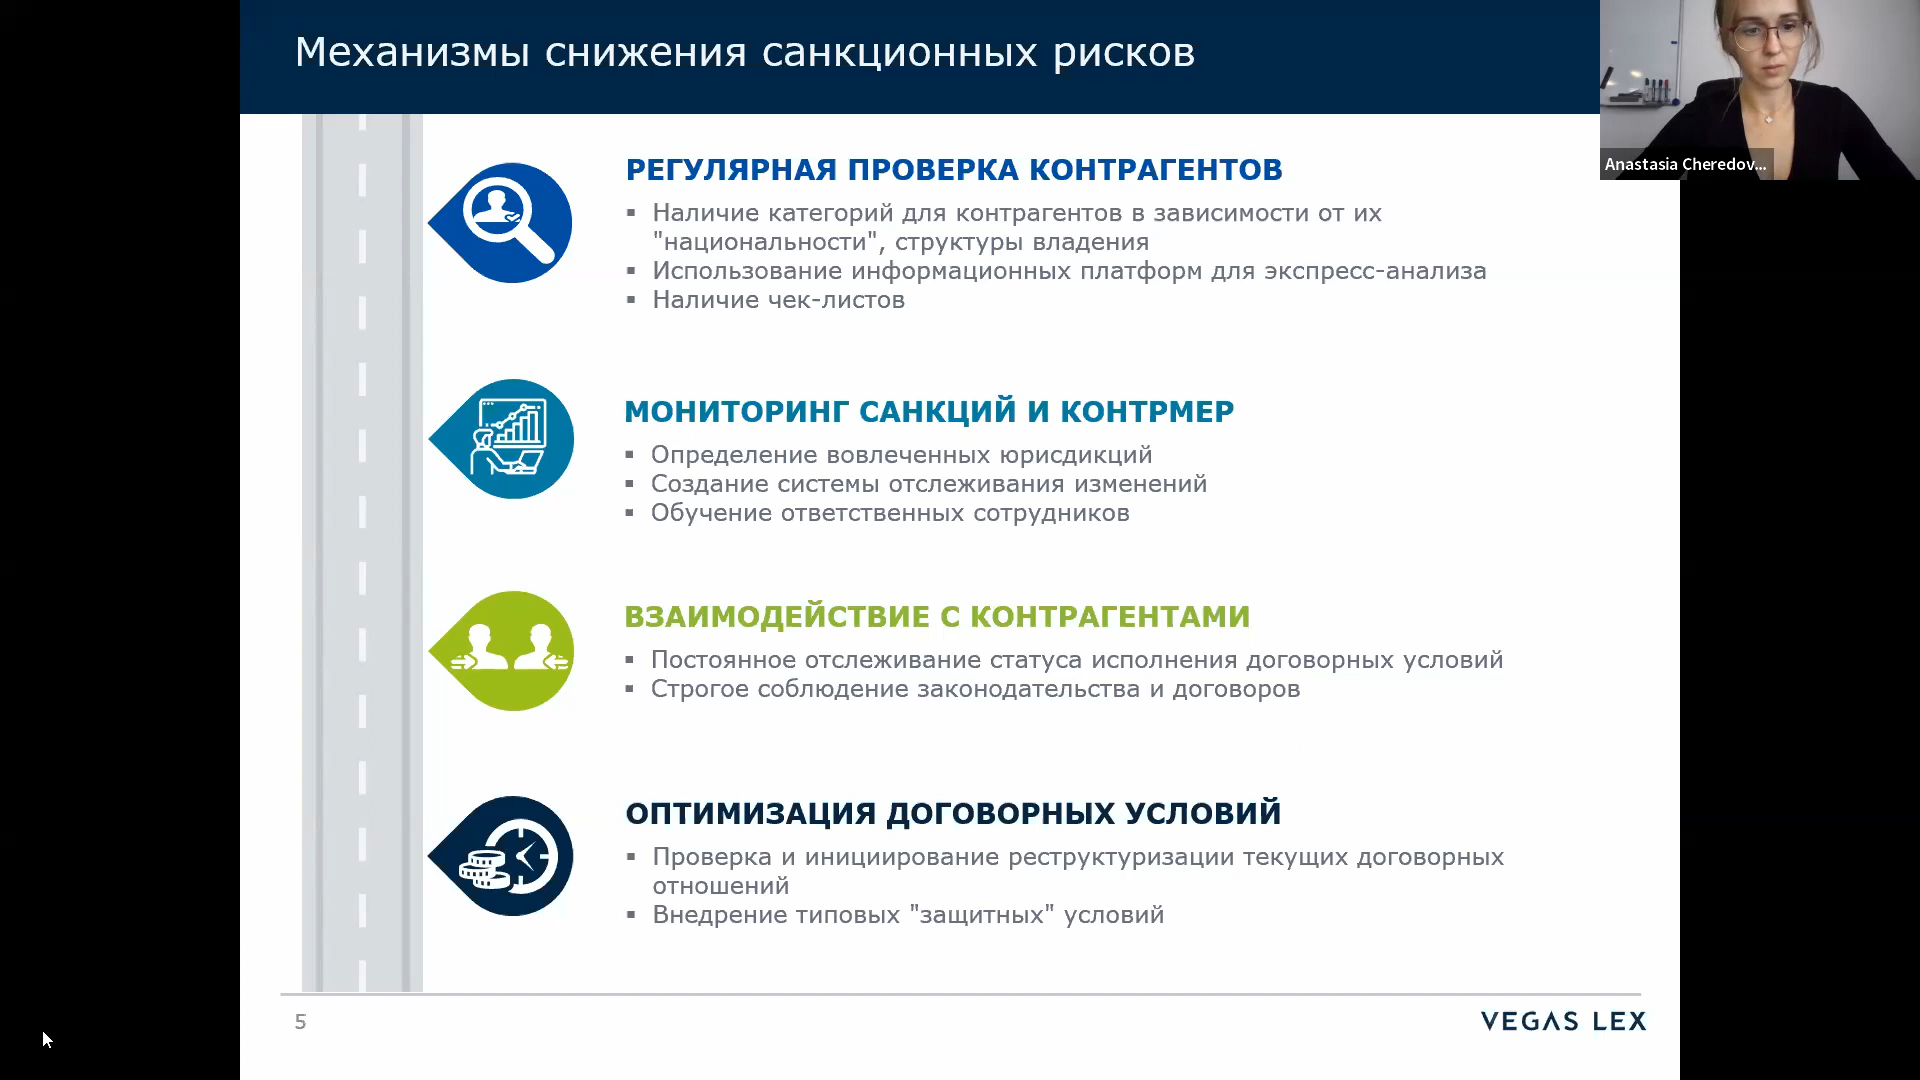 Механизмы снижения санкционных рисков
Anastasia Cheredov...
РЕГУЛЯРНАЯ ПРОВЕРКА КОНТРАГЕНТОВ
▪ Наличие категорий для контрагентов в зависимости от их
"национальности", структуры владения
▪ Использование информационных платформ для экспресс-анализа
▪ Наличие чек-листов
МОНИТОРИНГ САНКЦИЙ И КОНТРМЕР
▪ Определение вовлеченных юрисдикций
▪ Создание системы отслеживания изменений
▪ Обучение ответственных сотрудников
ВЗАИМОДЕЙСТВИЕ С КОНТРАГЕНТАМИ
▪ Постоянное отслеживание статуса исполнения договорных условий
▪ Строгое соблюдение законодательства и договоров
ОПТИМИЗАЦИЯ ДОГОВОРНЫХ УСЛОВИЙ
▪ Проверка и инициирование реструктуризации текущих договорных
отношений
▪ Внедрение типовых "защитных" условий
5
VEGAS LEX